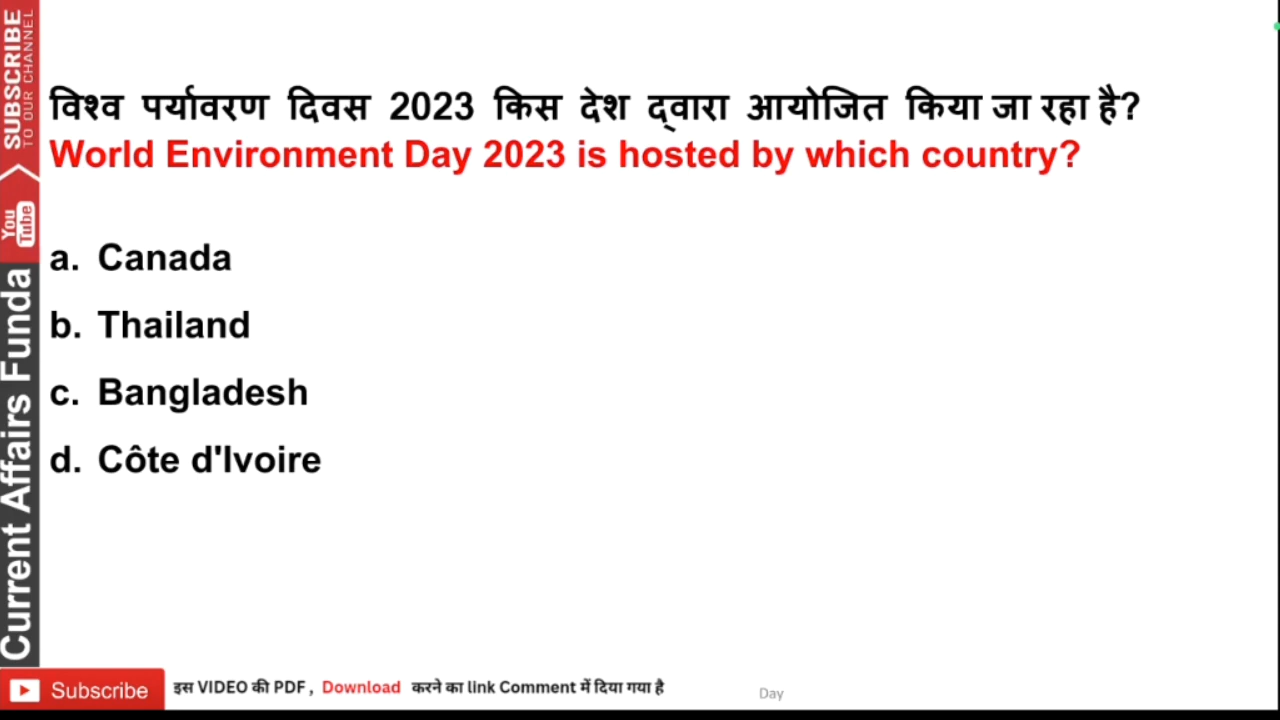 विश्व पर्यावरण दिवस 2023 किस देश द्वारा आयोजित किया जा रहा है?
World Environment Day 2023 is hosted by which country?
a. Canada
b. Thailand
c. Bangladesh
d. Côte d'Ivoire
SUBSCRIBE
TO OUR CHANNEL
You
Tube
Current Affairs Funda
Subscribe
इस VIDEO की PDF , Download करने का link Comment में दिया गया है
Day